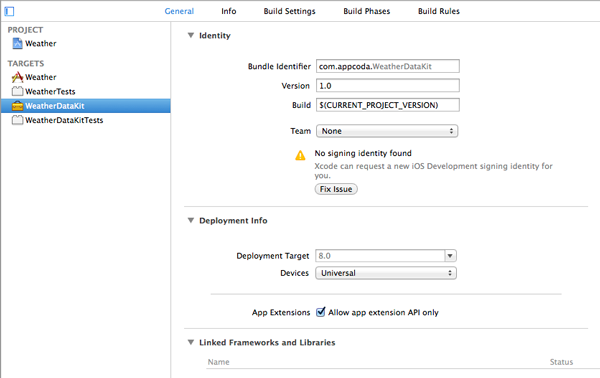 General Info Build Settings Build Phases Build Rules
PROJECT
Weather
TARGETS
Weather
WeatherTests
WeatherDataKit
WeatherDataKitTests
Identity
Bundle Identifier com.appcoda.WeatherDataKit
Version 1.0
Build $(CURRENT_PROJECT_VERSION)
Team None
No signing identity found
Xcode can request a new iOS Development signing identity for
you.
Fix Issue
Deployment Info
Deployment Target 8.0
Devices Universal
App Extensions Allow app extension API only
Linked Frameworks and Libraries
Name Status